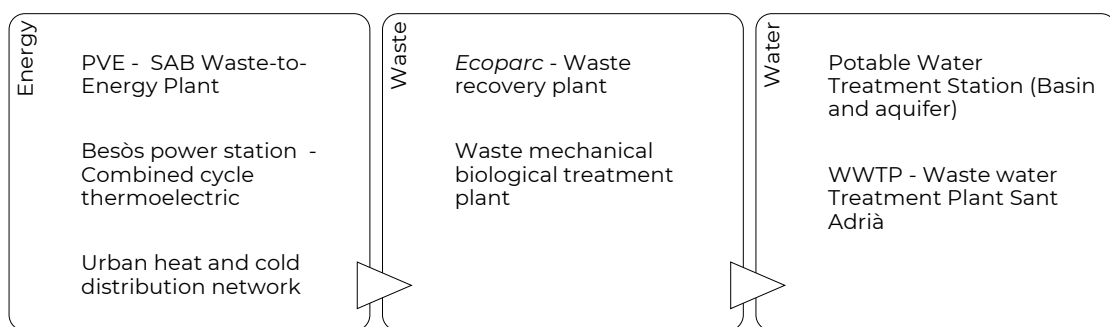 Energy
PVE - SAB Waste-to-
Energy Plant
Besòs power station -
Combined cycle
thermoelectric
Urban heat and cold
distribution network
Waste
Ecoparc - Waste
recovery plant
Waste mechanical
biological treatment
plant
Water
Potable Water
Treatment Station (Basin
and aquifer)
WWTP - Waste water
Treatment Plant Sant
Adrià